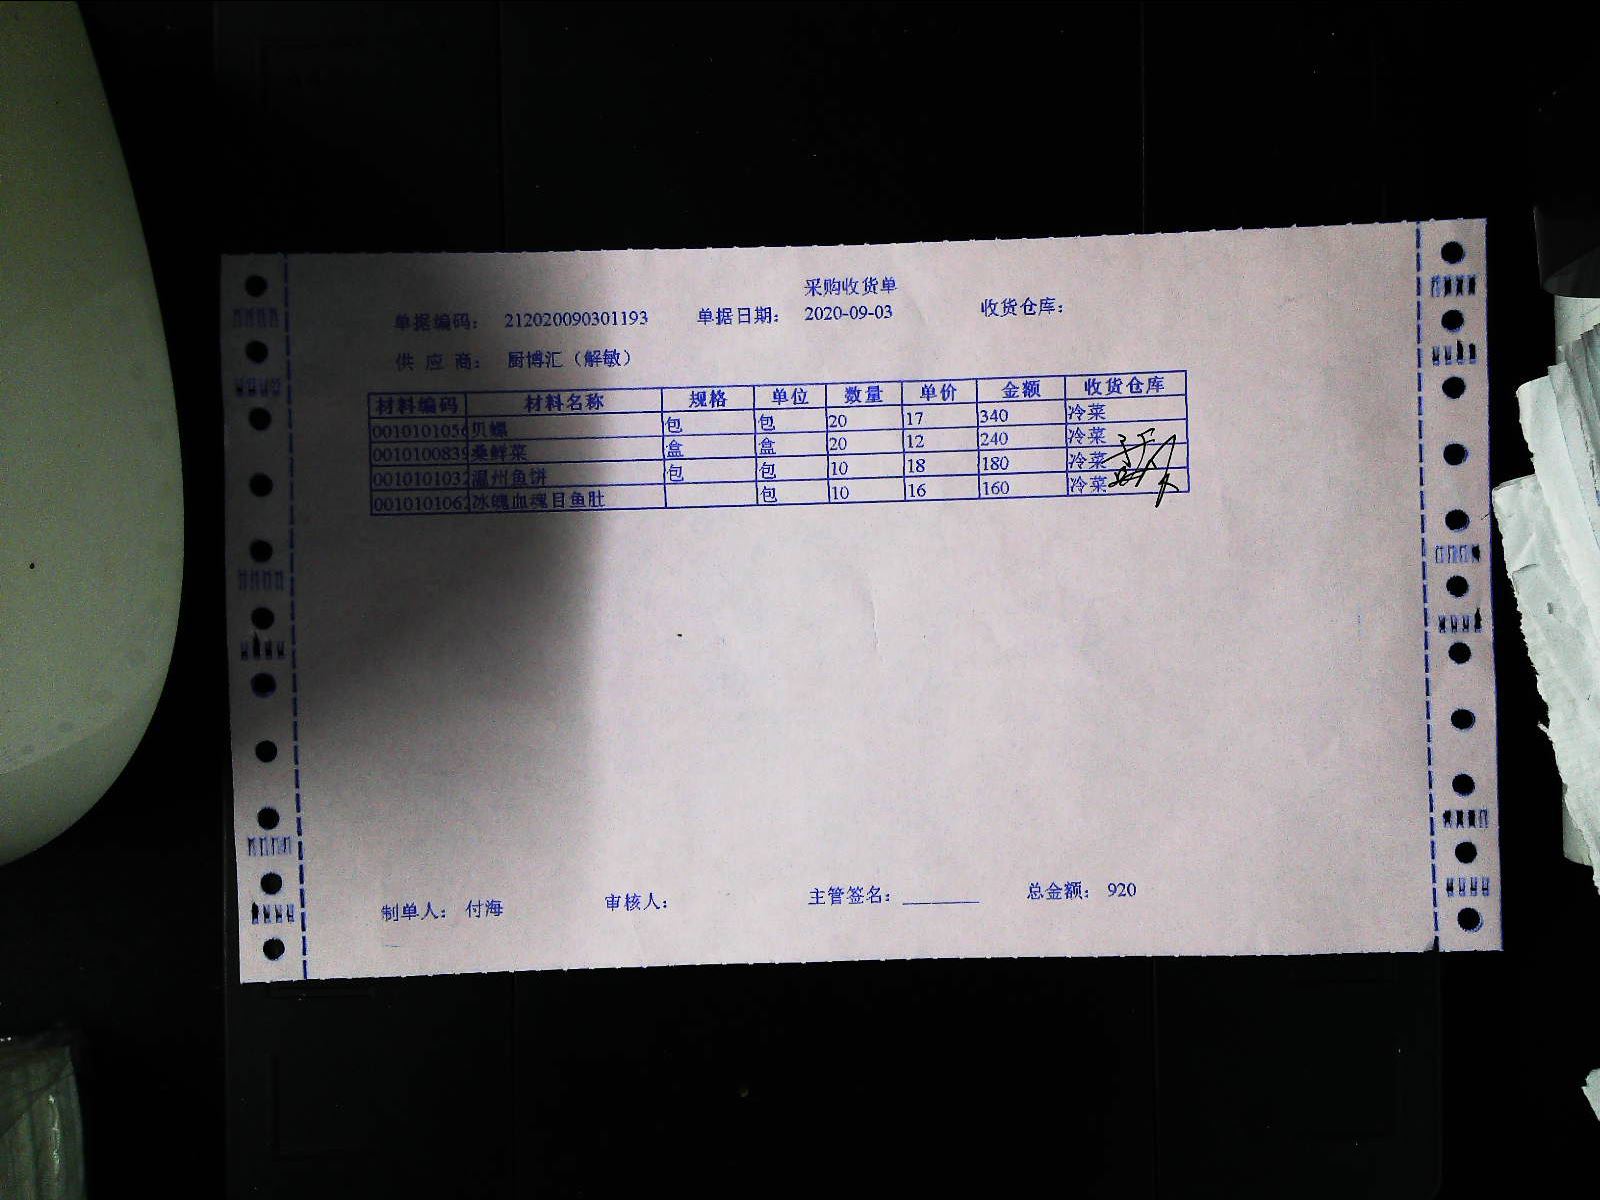 采购收货单
单据编码： 212020090301193 单据日期： 2020-09-03 收货仓库：
供 应 商： 厨博汇（解敏）
材料编码 材料名称 规格 单位 数量 单价 金额 收货仓库
0010101056 贝螺 包 包 20 17 340 冷菜
0010100839 桑鲜菜 盒 盒 20 12 240 冷菜
0010101032 温州鱼饼 包 包 10 18 180 冷菜
0010101062 冰魄血魂目鱼肚 包 10 16 160 冷菜
制单人： 付海 审核人： 主管签名：________ 总金额： 920